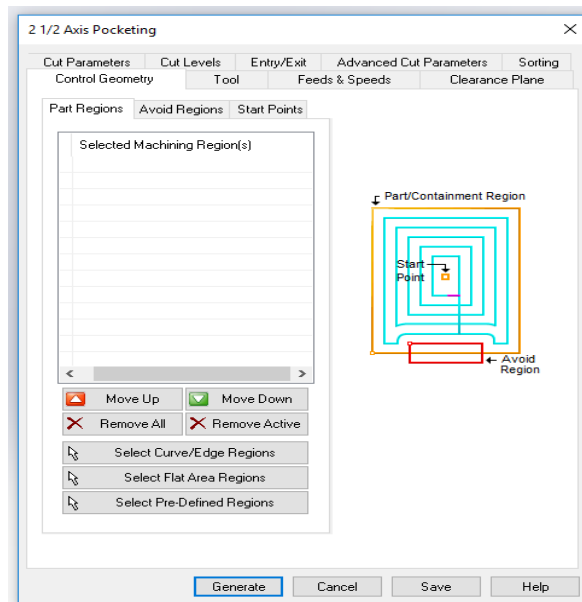 2 1/2 Axis Pocketing
Cut Parameters Cut Levels Entry/Exit Advanced Cut Parameters Sorting
Control Geometry Tool Feeds & Speeds Clearance Plane
Part Regions Avoid Regions Start Points
Selected Machining Region(s)
Part/Containment Region
Start
Point
Avoid
Region
Move Up Move Down
Remove All Remove Active
Select Curve/Edge Regions
Select Flat Area Regions
Select Pre-Defined Regions
Generate Cancel Save Help